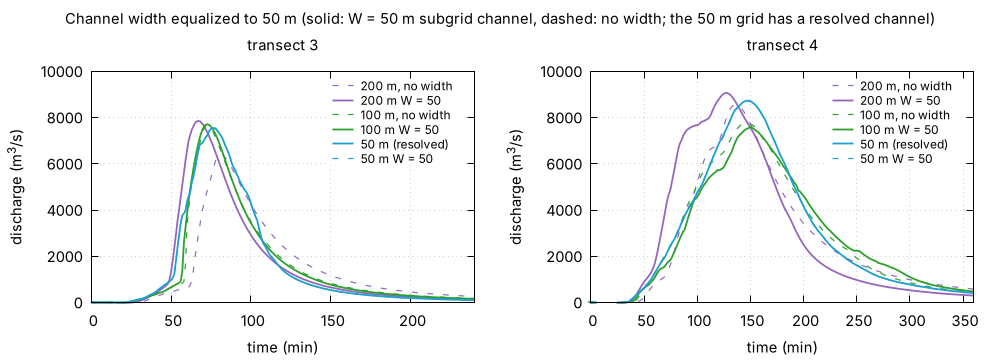 Channel width equalized to 50 m (solid: W = 50 m subgrid channel, dashed: no width; the 50 m grid has a resolved channel)
transect 3
10000
8000
6000
4000
2000
0
discharge (m³/s)
200 m, no width
200 m W = 50
100 m, no width
100 m W = 50
50 m (resolved)
50 m W = 50
0 50 100 150 200
time (min)
transect 4
10000
8000
6000
4000
2000
0
discharge (m³/s)
200 m, no width
200 m W = 50
100 m, no width
100 m W = 50
50 m (resolved)
50 m W = 50
0 50 100 150 200 250 300 350
time (min)